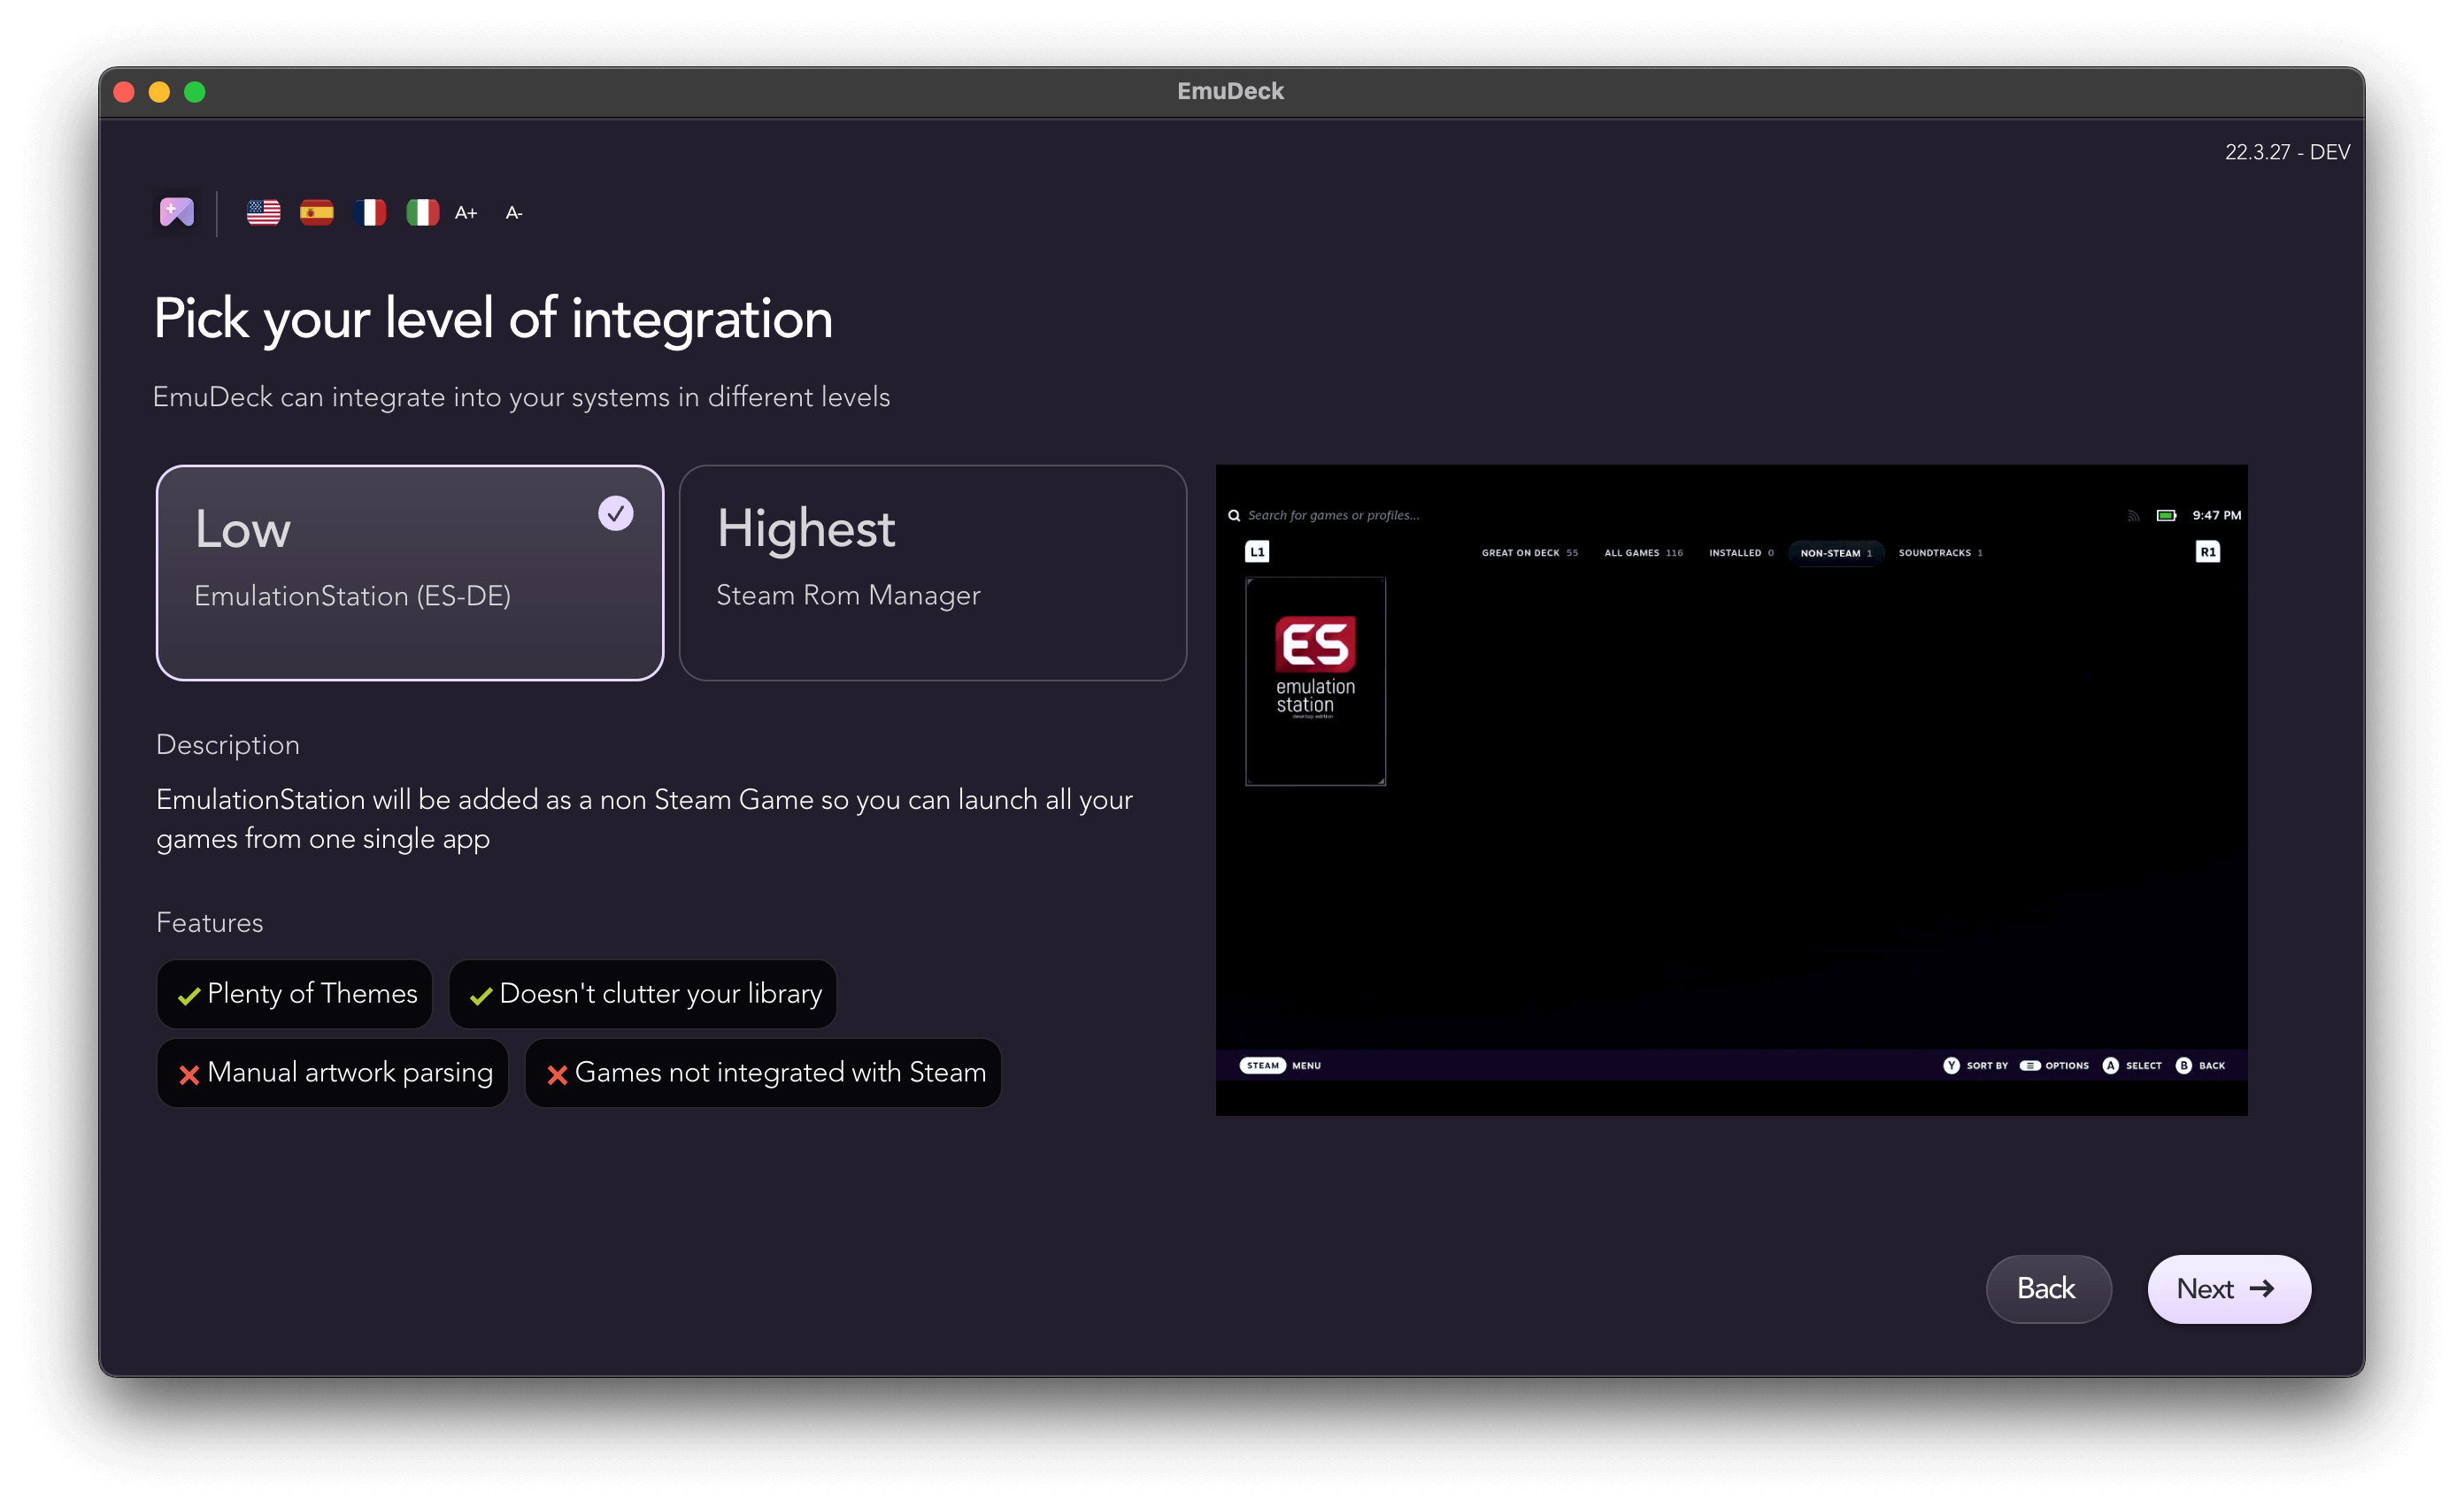 EmuDeck
22.3.27 - DEV
A+ A-
Pick your level of integration
EmuDeck can integrate into your systems in different levels
Low
EmulationStation (ES-DE)
Highest
Steam Rom Manager
Description
EmulationStation will be added as a non Steam Game so you can launch all your
games from one single app
Features
Plenty of Themes
Doesn't clutter your library
Manual artwork parsing
Games not integrated with Steam
Search for games or profiles...
9:47 PM
L1
GREAT ON DECK 55
ALL GAMES 116
INSTALLED 0
NON-STEAM 1
SOUNDTRACKS 1
R1
ES
emulation
station
desktop edition
STEAM MENU
Y SORT BY
OPTIONS
A SELECT
B BACK
Back
Next